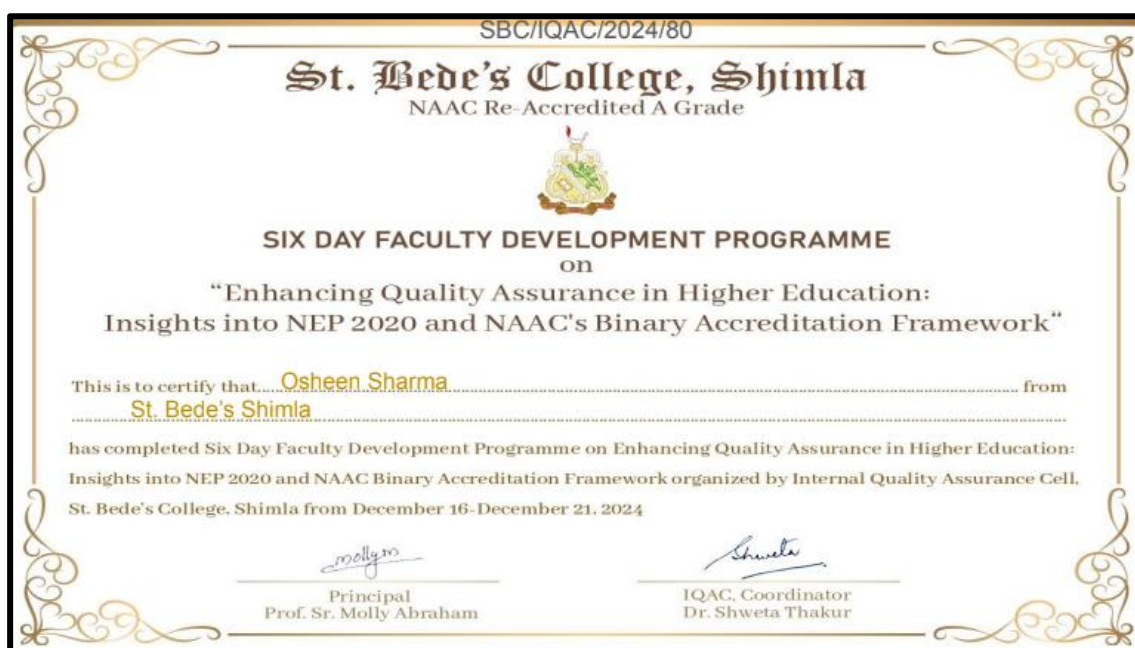 SBC/IQAC/2024/80
St. Bede's College, Shimla
NAAC Re-Accredited A Grade
SIX DAY FACULTY DEVELOPMENT PROGRAMME
on
“Enhancing Quality Assurance in Higher Education:
Insights into NEP 2020 and NAAC's Binary Accreditation Framework“
This is to certify that Osheen Sharma from
St. Bede's Shimla
has completed Six Day Faculty Development Programme on Enhancing Quality Assurance in Higher Education:
Insights into NEP 2020 and NAAC Binary Accreditation Framework organized by Internal Quality Assurance Cell,
St. Bede's College, Shimla from December 16-December 21, 2024
mollym
Shweta
Principal
Prof. Sr. Molly Abraham
IQAC, Coordinator
Dr. Shweta Thakur